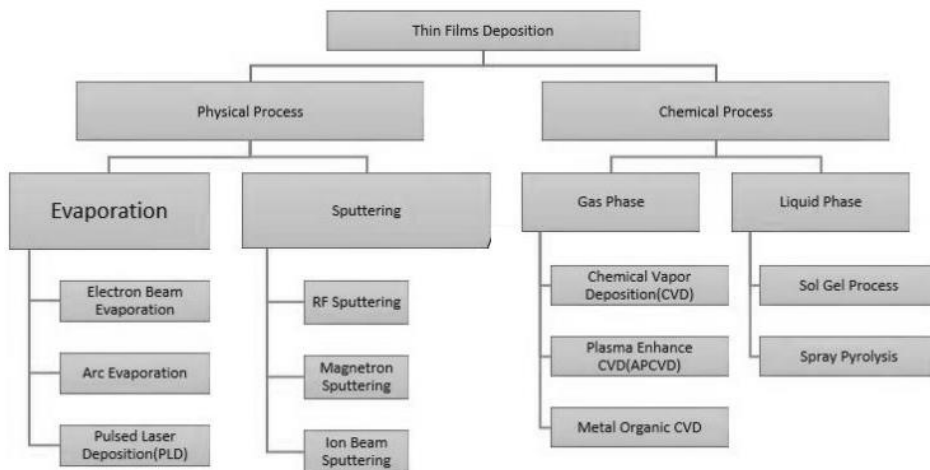 Thin Films Deposition
Physical Process
Chemical Process
Evaporation
Sputtering
Gas Phase
Liquid Phase
Electron Beam
Evaporation
Arc Evaporation
Pulsed Laser
Deposition(PLD)
RF Sputtering
Magnetron
Sputtering
Ion Beam
Sputtering
Chemical Vapor
Deposition(CVD)
Plasma Enhance
CVD(APCVD)
Metal Organic CVD
Sol Gel Process
Spray Pyrolysis